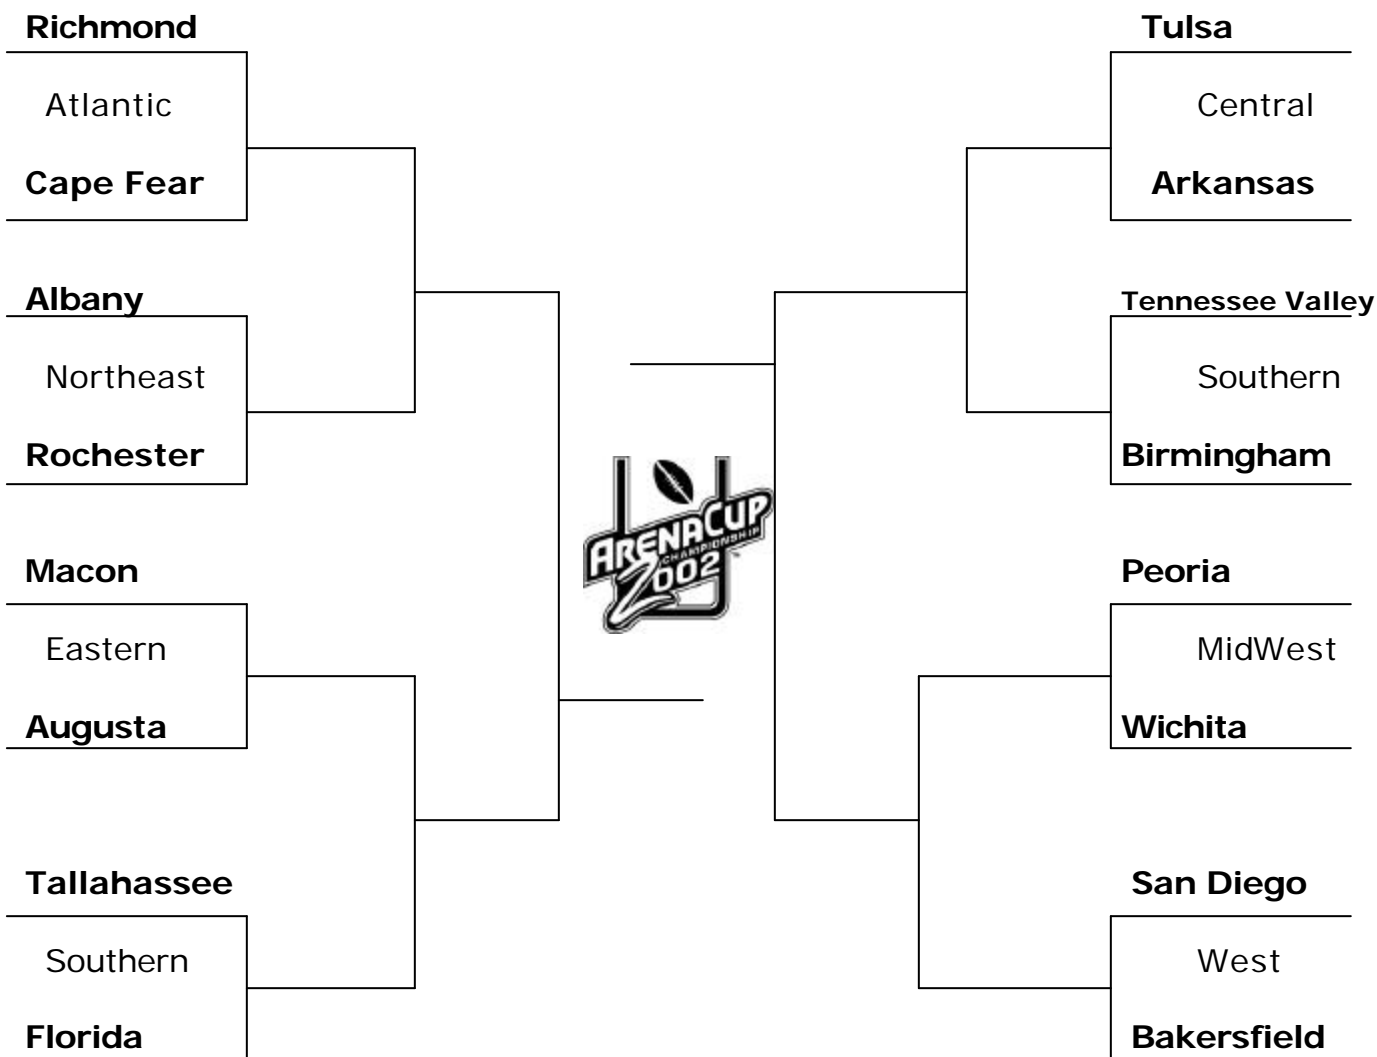 Richmond
Atlantic
Cape Fear
Albany
Northeast
Rochester
Macon
Eastern
Augusta
Tallahassee
Southern
Florida
ARENACUP
CHAMPIONSHIP
2002
™
Tulsa
Central
Arkansas
Tennessee Valley
Southern
Birmingham
Peoria
MidWest
Wichita
San Diego
West
Bakersfield